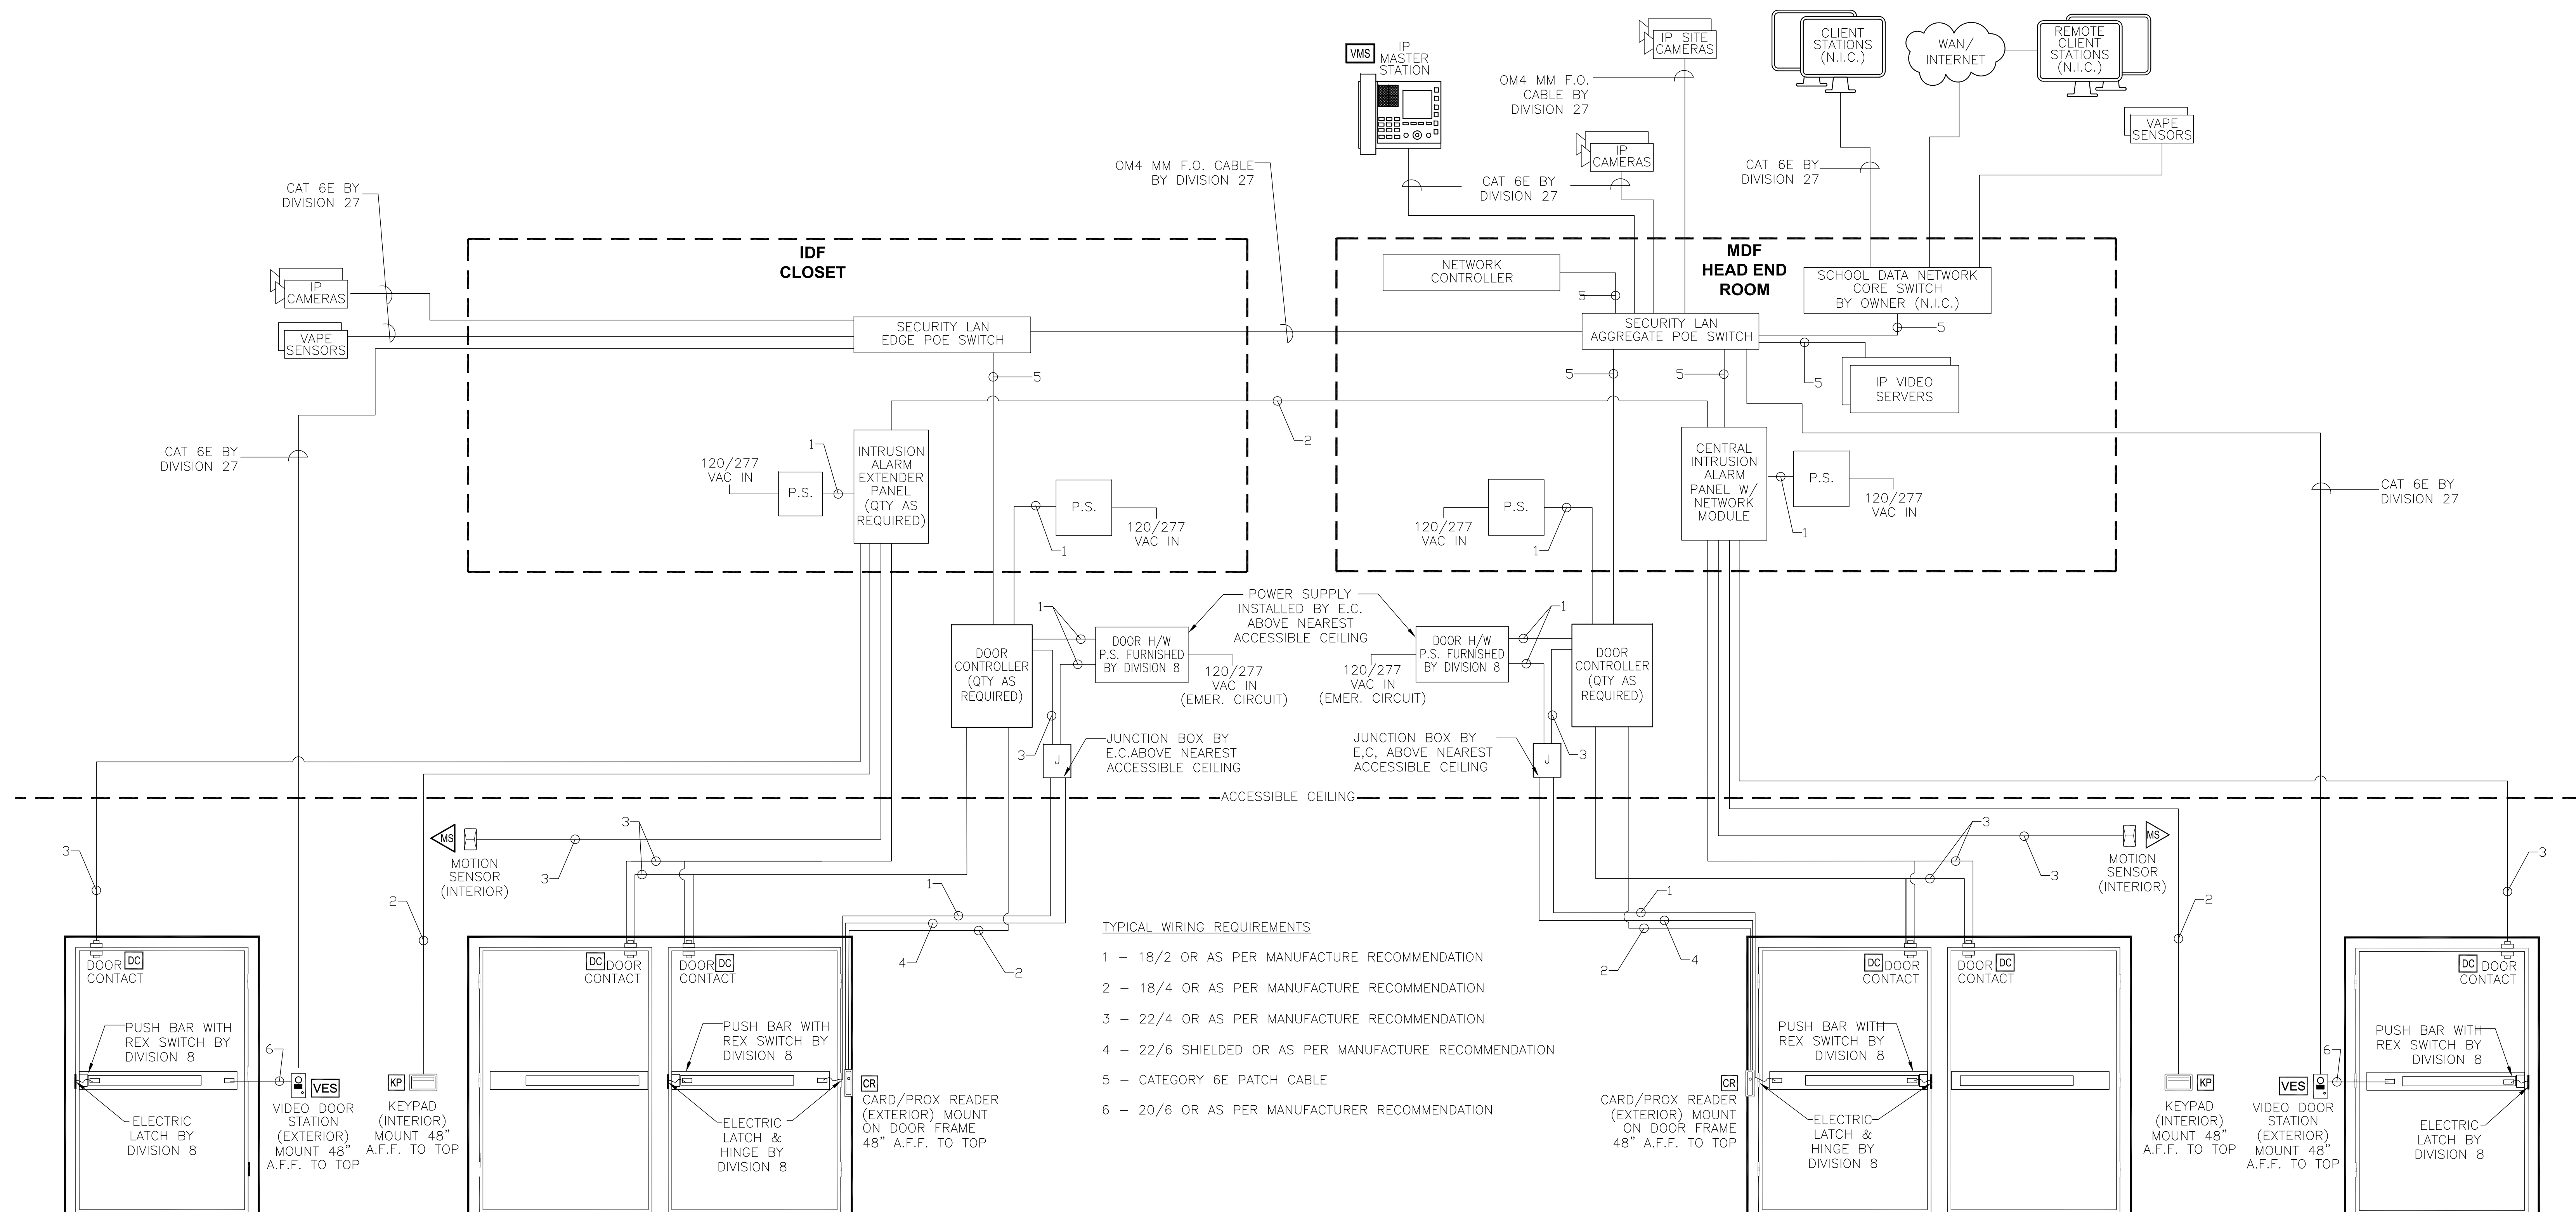 VMS
IP
MASTER
STATION
IP SITE
CAMERAS
CLIENT
STATIONS
(N.I.C.)
WAN/
INTERNET
REMOTE
CLIENT
STATIONS
(N.I.C.)
OM4 MM F.O.
CABLE BY
DIVISION 27
VAPE
SENSORS
IP
CAMERAS
OM4 MM F.O. CABLE
BY DIVISION 27
CAT 6E BY
DIVISION 27
CAT 6E BY
DIVISION 27
CAT 6E BY
DIVISION 27
IDF
CLOSET
MDF
HEAD END
ROOM
NETWORK
CONTROLLER
5
SCHOOL DATA NETWORK
CORE SWITCH
BY OWNER (N.I.C.)
5
IP
CAMERAS
VAPE
SENSORS
SECURITY LAN
EDGE POE SWITCH
5
SECURITY LAN
AGGREGATE POE SWITCH
5
5
5
IP VIDEO
SERVERS
2
CAT 6E BY
DIVISION 27
120/277
VAC IN
P.S.
1
INTRUSION
ALARM
EXTENDER
PANEL
(QTY AS
REQUIRED)
P.S.
1
120/277
VAC IN
120/277
VAC IN
P.S.
1
CENTRAL
INTRUSION
ALARM
PANEL W/
NETWORK
MODULE
P.S.
1
120/277
VAC IN
CAT 6E BY
DIVISION 27
POWER SUPPLY
INSTALLED BY E.C.
ABOVE NEAREST
ACCESSIBLE CEILING
1
DOOR
CONTROLLER
(QTY AS
REQUIRED)
DOOR H/W
P.S. FURNISHED
BY DIVISION 8
120/277
VAC IN
(EMER. CIRCUIT)
DOOR H/W
P.S. FURNISHED
BY DIVISION 8
120/277
VAC IN
(EMER. CIRCUIT)
1
DOOR
CONTROLLER
(QTY AS
REQUIRED)
3
J
JUNCTION BOX BY
E.C.ABOVE NEAREST
ACCESSIBLE CEILING
JUNCTION BOX BY
E,C, ABOVE NEAREST
ACCESSIBLE CEILING
J
3
ACCESSIBLE CEILING
3
MS
MOTION
SENSOR
(INTERIOR)
3
3
2
1
4
2
3
MS
MOTION
SENSOR
(INTERIOR)
3
3
2
1
4
2
TYPICAL WIRING REQUIREMENTS
1 – 18/2 OR AS PER MANUFACTURE RECOMMENDATION
2 – 18/4 OR AS PER MANUFACTURE RECOMMENDATION
3 – 22/4 OR AS PER MANUFACTURE RECOMMENDATION
4 – 22/6 SHIELDED OR AS PER MANUFACTURE RECOMMENDATION
5 – CATEGORY 6E PATCH CABLE
6 – 20/6 OR AS PER MANUFACTURER RECOMMENDATION
DOOR DC
CONTACT
PUSH BAR WITH
REX SWITCH BY
DIVISION 8
ELECTRIC
LATCH BY
DIVISION 8
6
VES
VIDEO DOOR
STATION
(EXTERIOR)
MOUNT 48"
A.F.F. TO TOP
KP
KEYPAD
(INTERIOR)
MOUNT 48"
A.F.F. TO TOP
DC DOOR
CONTACT
DOOR DC
CONTACT
PUSH BAR WITH
REX SWITCH BY
DIVISION 8
ELECTRIC
LATCH &
HINGE BY
DIVISION 8
CR
CARD/PROX READER
(EXTERIOR) MOUNT
ON DOOR FRAME
48" A.F.F. TO TOP
CR
CARD/PROX READER
(EXTERIOR) MOUNT
ON DOOR FRAME
48" A.F.F. TO TOP
DC DOOR
CONTACT
DOOR DC
CONTACT
PUSH BAR WITH
REX SWITCH BY
DIVISION 8
ELECTRIC
LATCH &
HINGE BY
DIVISION 8
KP
KEYPAD
(INTERIOR)
MOUNT 48"
A.F.F. TO TOP
VES
6
VIDEO DOOR
STATION
(EXTERIOR)
MOUNT 48"
A.F.F. TO TOP
DC DOOR
CONTACT
PUSH BAR WITH
REX SWITCH BY
DIVISION 8
ELECTRIC
LATCH BY
DIVISION 8